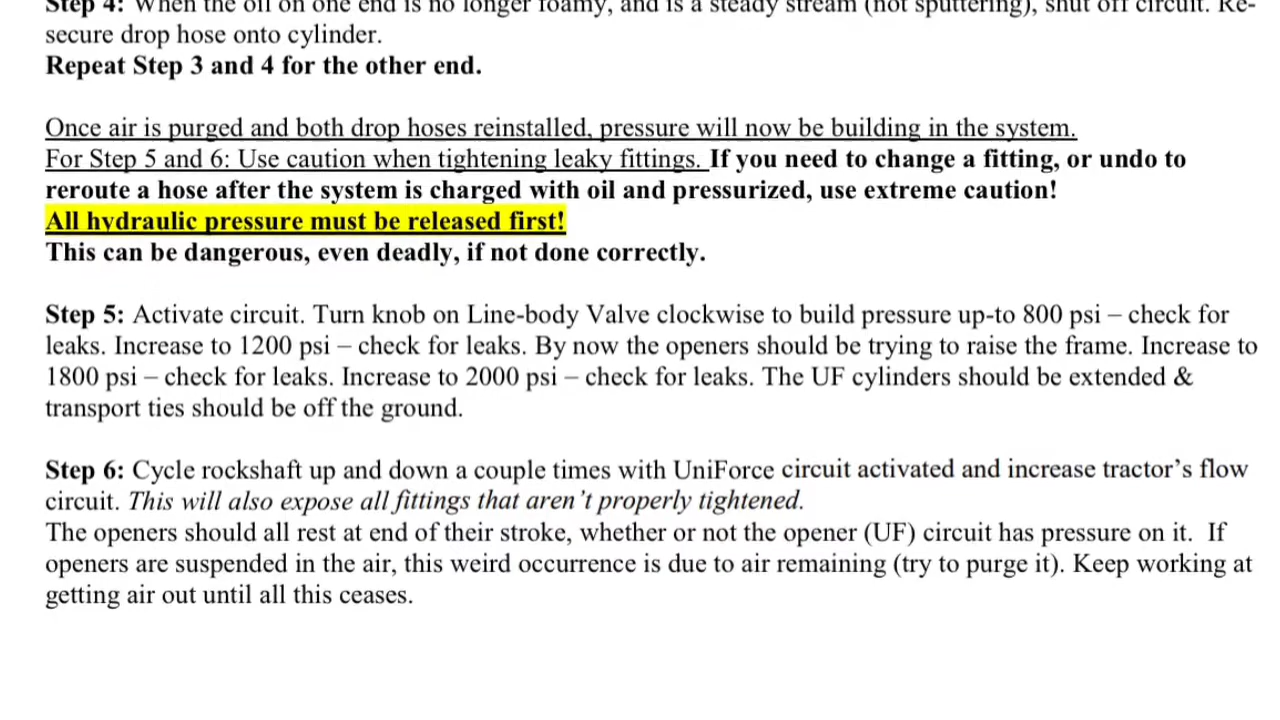 Step 4: When the oil on one end is no longer foamy, and is a steady stream (not sputtering), shut off circuit. Re-
secure drop hose onto cylinder.
Repeat Step 3 and 4 for the other end.
Once air is purged and both drop hoses reinstalled, pressure will now be building in the system.
For Step 5 and 6: Use caution when tightening leaky fittings. If you need to change a fitting, or undo to
reroute a hose after the system is charged with oil and pressurized, use extreme caution!
All hydraulic pressure must be released first!
This can be dangerous, even deadly, if not done correctly.
Step 5: Activate circuit. Turn knob on Line-body Valve clockwise to build pressure up-to 800 psi – check for
leaks. Increase to 1200 psi – check for leaks. By now the openers should be trying to raise the frame. Increase to
1800 psi – check for leaks. Increase to 2000 psi – check for leaks. The UF cylinders should be extended &
transport ties should be off the ground.
Step 6: Cycle rockshaft up and down a couple times with UniForce circuit activated and increase tractor’s flow
circuit. This will also expose all fittings that aren’t properly tightened.
The openers should all rest at end of their stroke, whether or not the opener (UF) circuit has pressure on it. If
openers are suspended in the air, this weird occurrence is due to air remaining (try to purge it). Keep working at
getting air out until all this ceases.